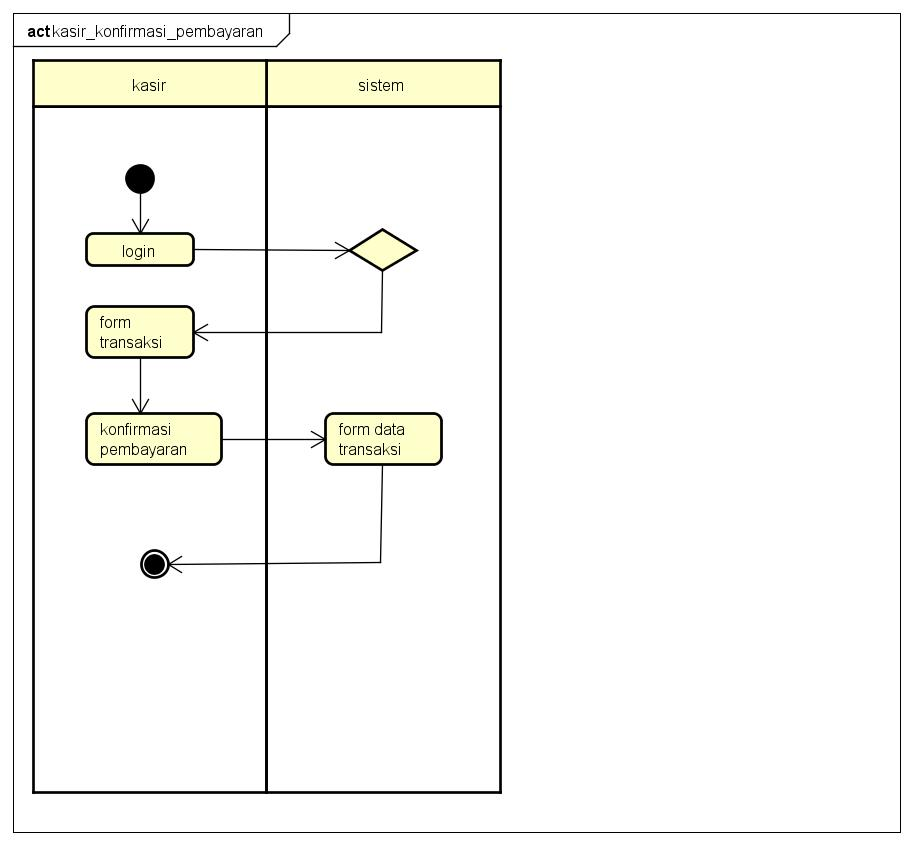 act kasir_konfirmasi_pembayaran
kasir
sistem
login
form
transaksi
konfirmasi
pembayaran
form data
transaksi